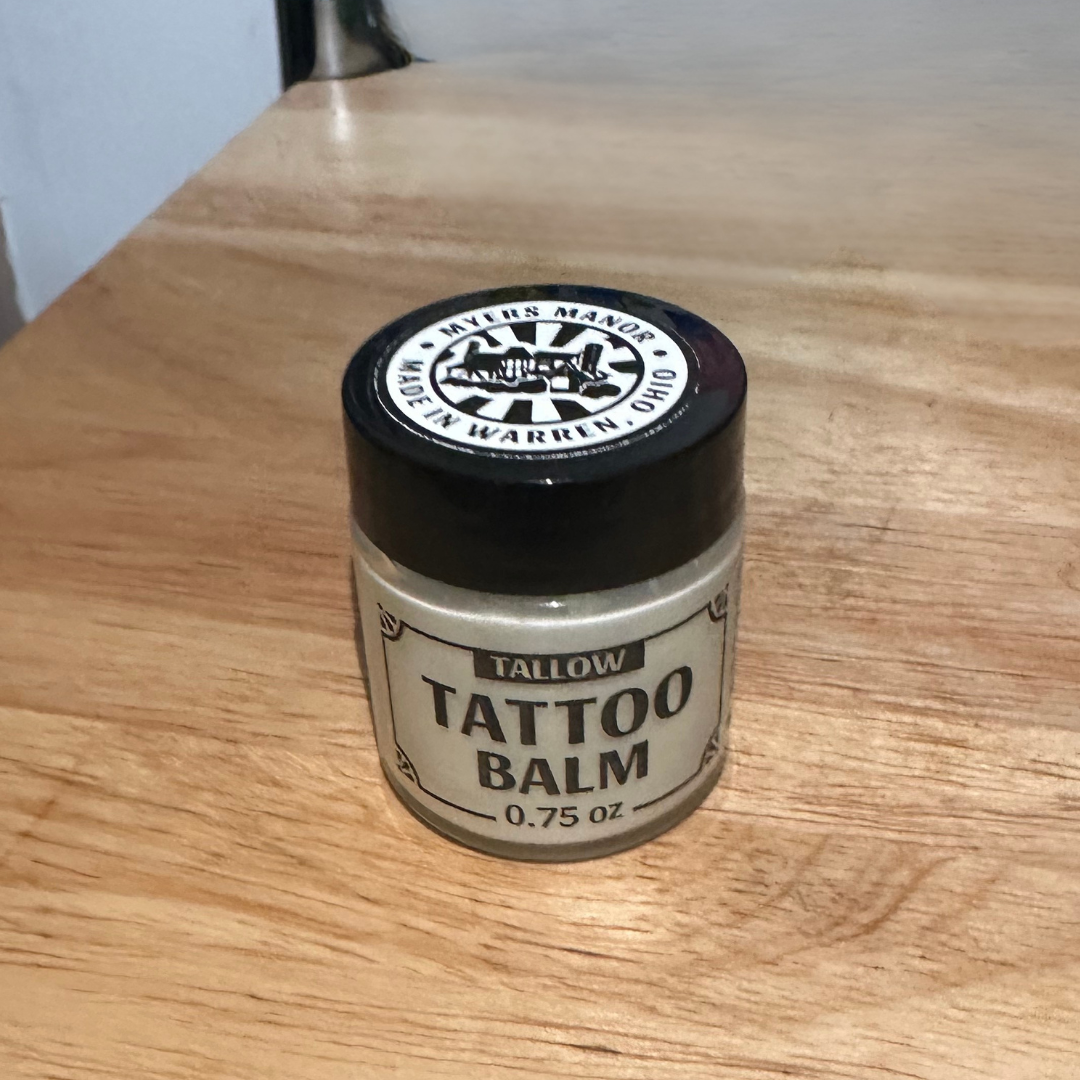 • MYERS MANOR •
MADE IN WARREN, OHIO
TALLOW
TATTOO
BALM
0.75 oz